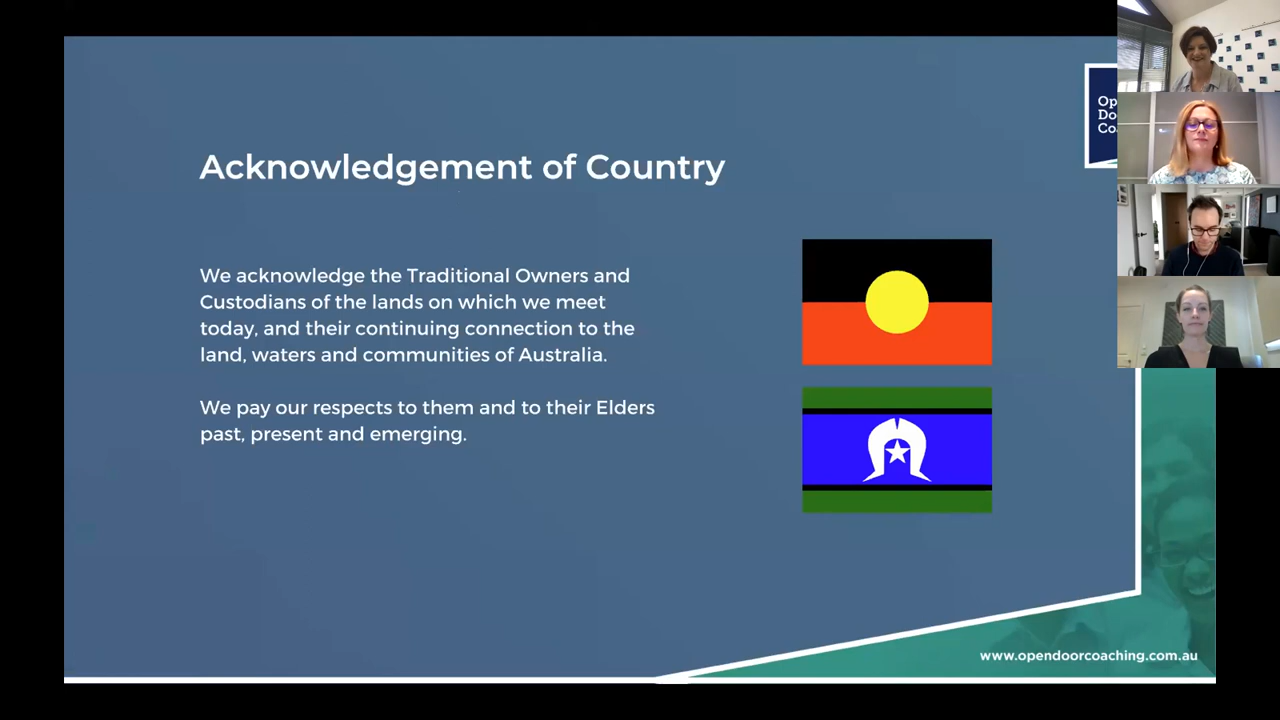 Acknowledgement of Country
We acknowledge the Traditional Owners and
Custodians of the lands on which we meet
today, and their continuing connection to the
land, waters and communities of Australia.
We pay our respects to them and to their Elders
past, present and emerging.
www.opendoorcoaching.com.au